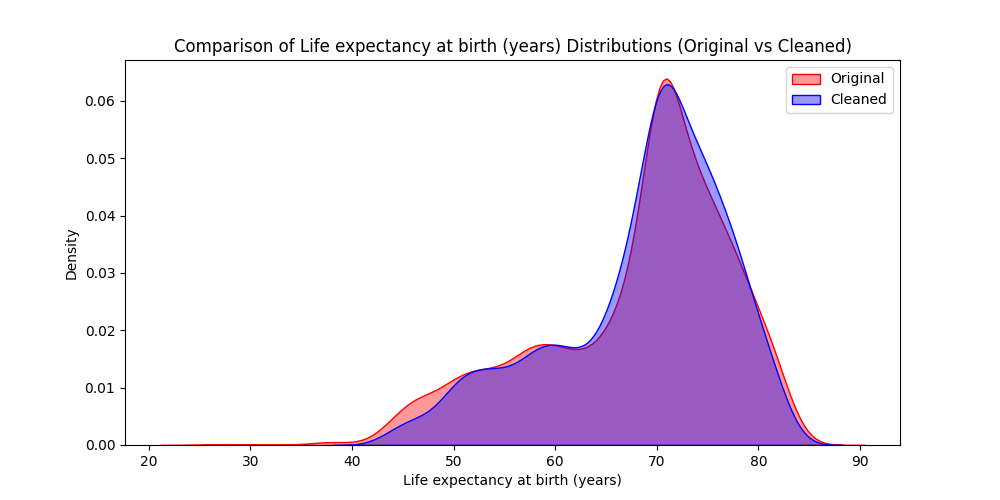 Comparison of Life expectancy at birth (years) Distributions (Original vs Cleaned)
Original
Cleaned
0.06
0.05
0.04
0.03
0.02
0.01
0.00
Density
20 30 40 50 60 70 80 90
Life expectancy at birth (years)